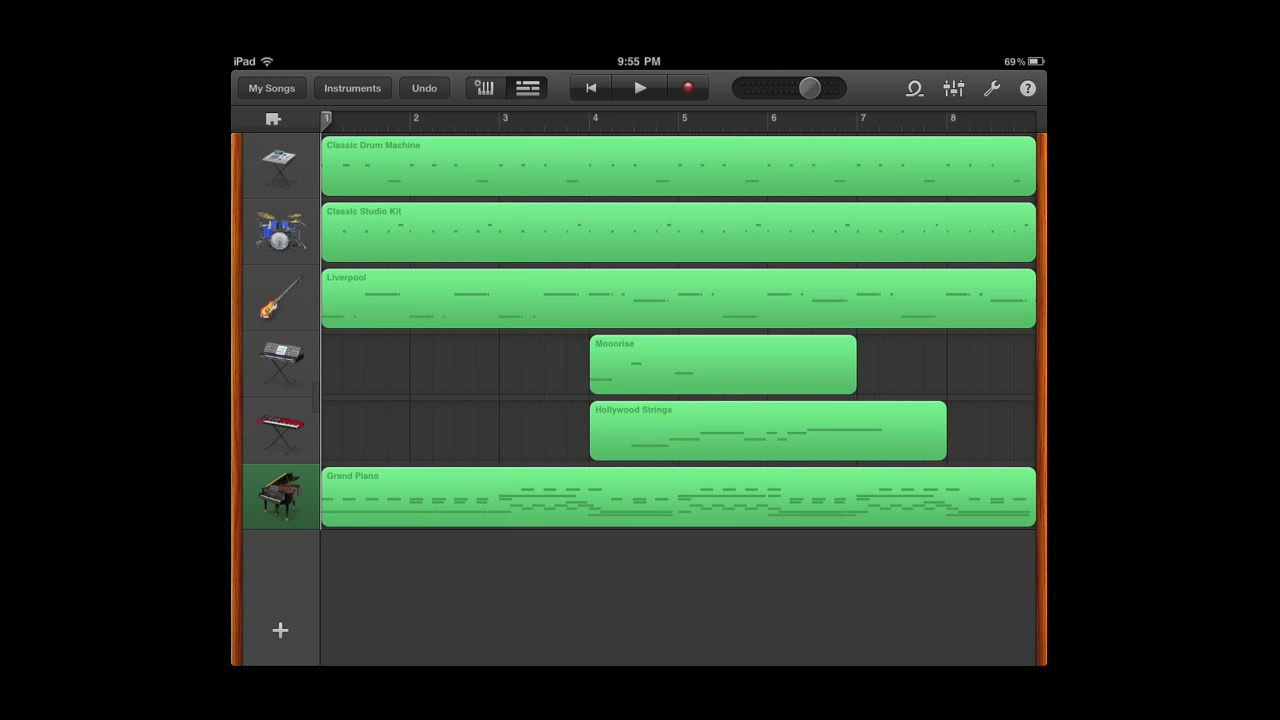 iPad 9:55 PM 69%
My Songs Instruments Undo ?
1 2 3 4 5 6 7 8
Classic Drum Machine
Classic Studio Kit
Liverpool
Moonrise
Hollywood Strings
Grand Piano